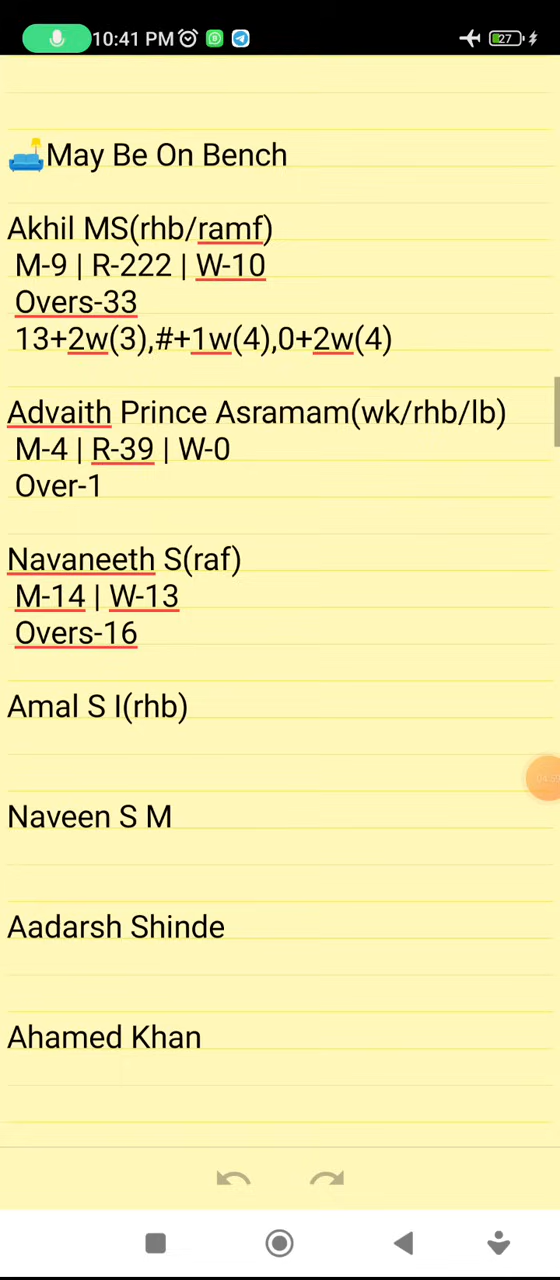 10:41 PM 27
🛋️May Be On Bench
Akhil MS(rhb/ramf)
M-9 | R-222 | W-10
Overs-33
13+2w(3),#+1w(4),0+2w(4)
Advaith Prince Asramam(wk/rhb/lb)
M-4 | R-39 | W-0
Over-1
Navaneeth S(raf)
M-14 | W-13
Overs-16
Amal S I(rhb)
Naveen S M
Aadarsh Shinde
Ahamed Khan